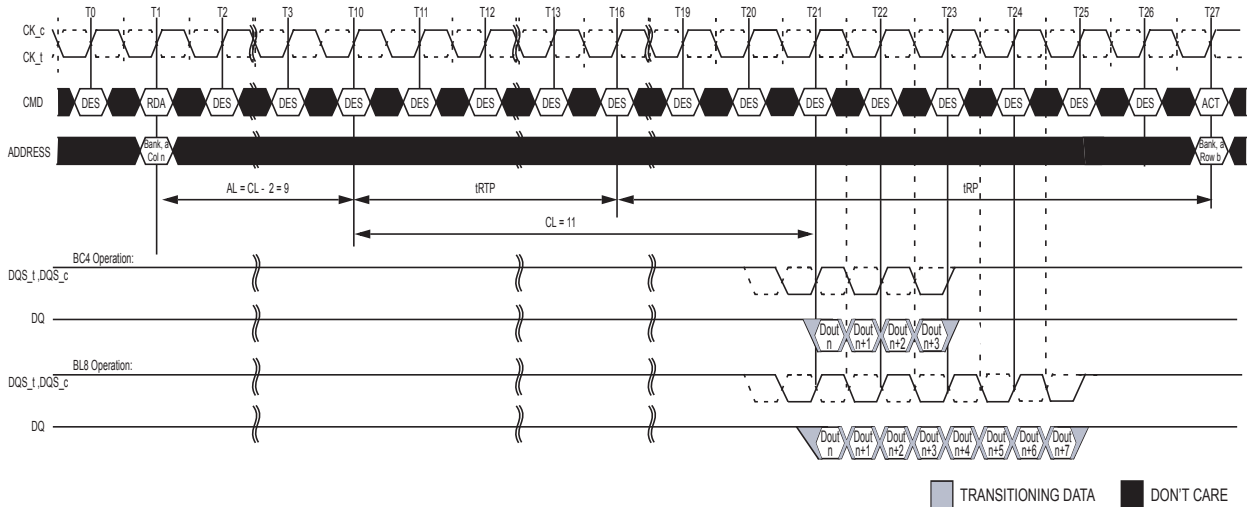 T0 T1 T2 T3 T10 T11 T12 T13 T16 T19 T20 T21 T22 T23 T24 T25 T26 T27
CK_c
CK_t
CMD DES RDA DES DES DES DES DES DES DES DES DES DES DES DES DES DES DES ACT
ADDRESS Bank, a Bank, a
Col n Row b
AL = CL - 2 = 9 tRTP tRP
CL = 11
BC4 Operation:
DQS_t ,DQS_c
DQ Dout Dout Dout Dout
n n+1 n+2 n+3
BL8 Operation:
DQS_t ,DQS_c
DQ Dout Dout Dout Dout Dout Dout Dout Dout
n n+1 n+2 n+3 n+4 n+5 n+6 n+7
TRANSITIONING DATA DON'T CARE